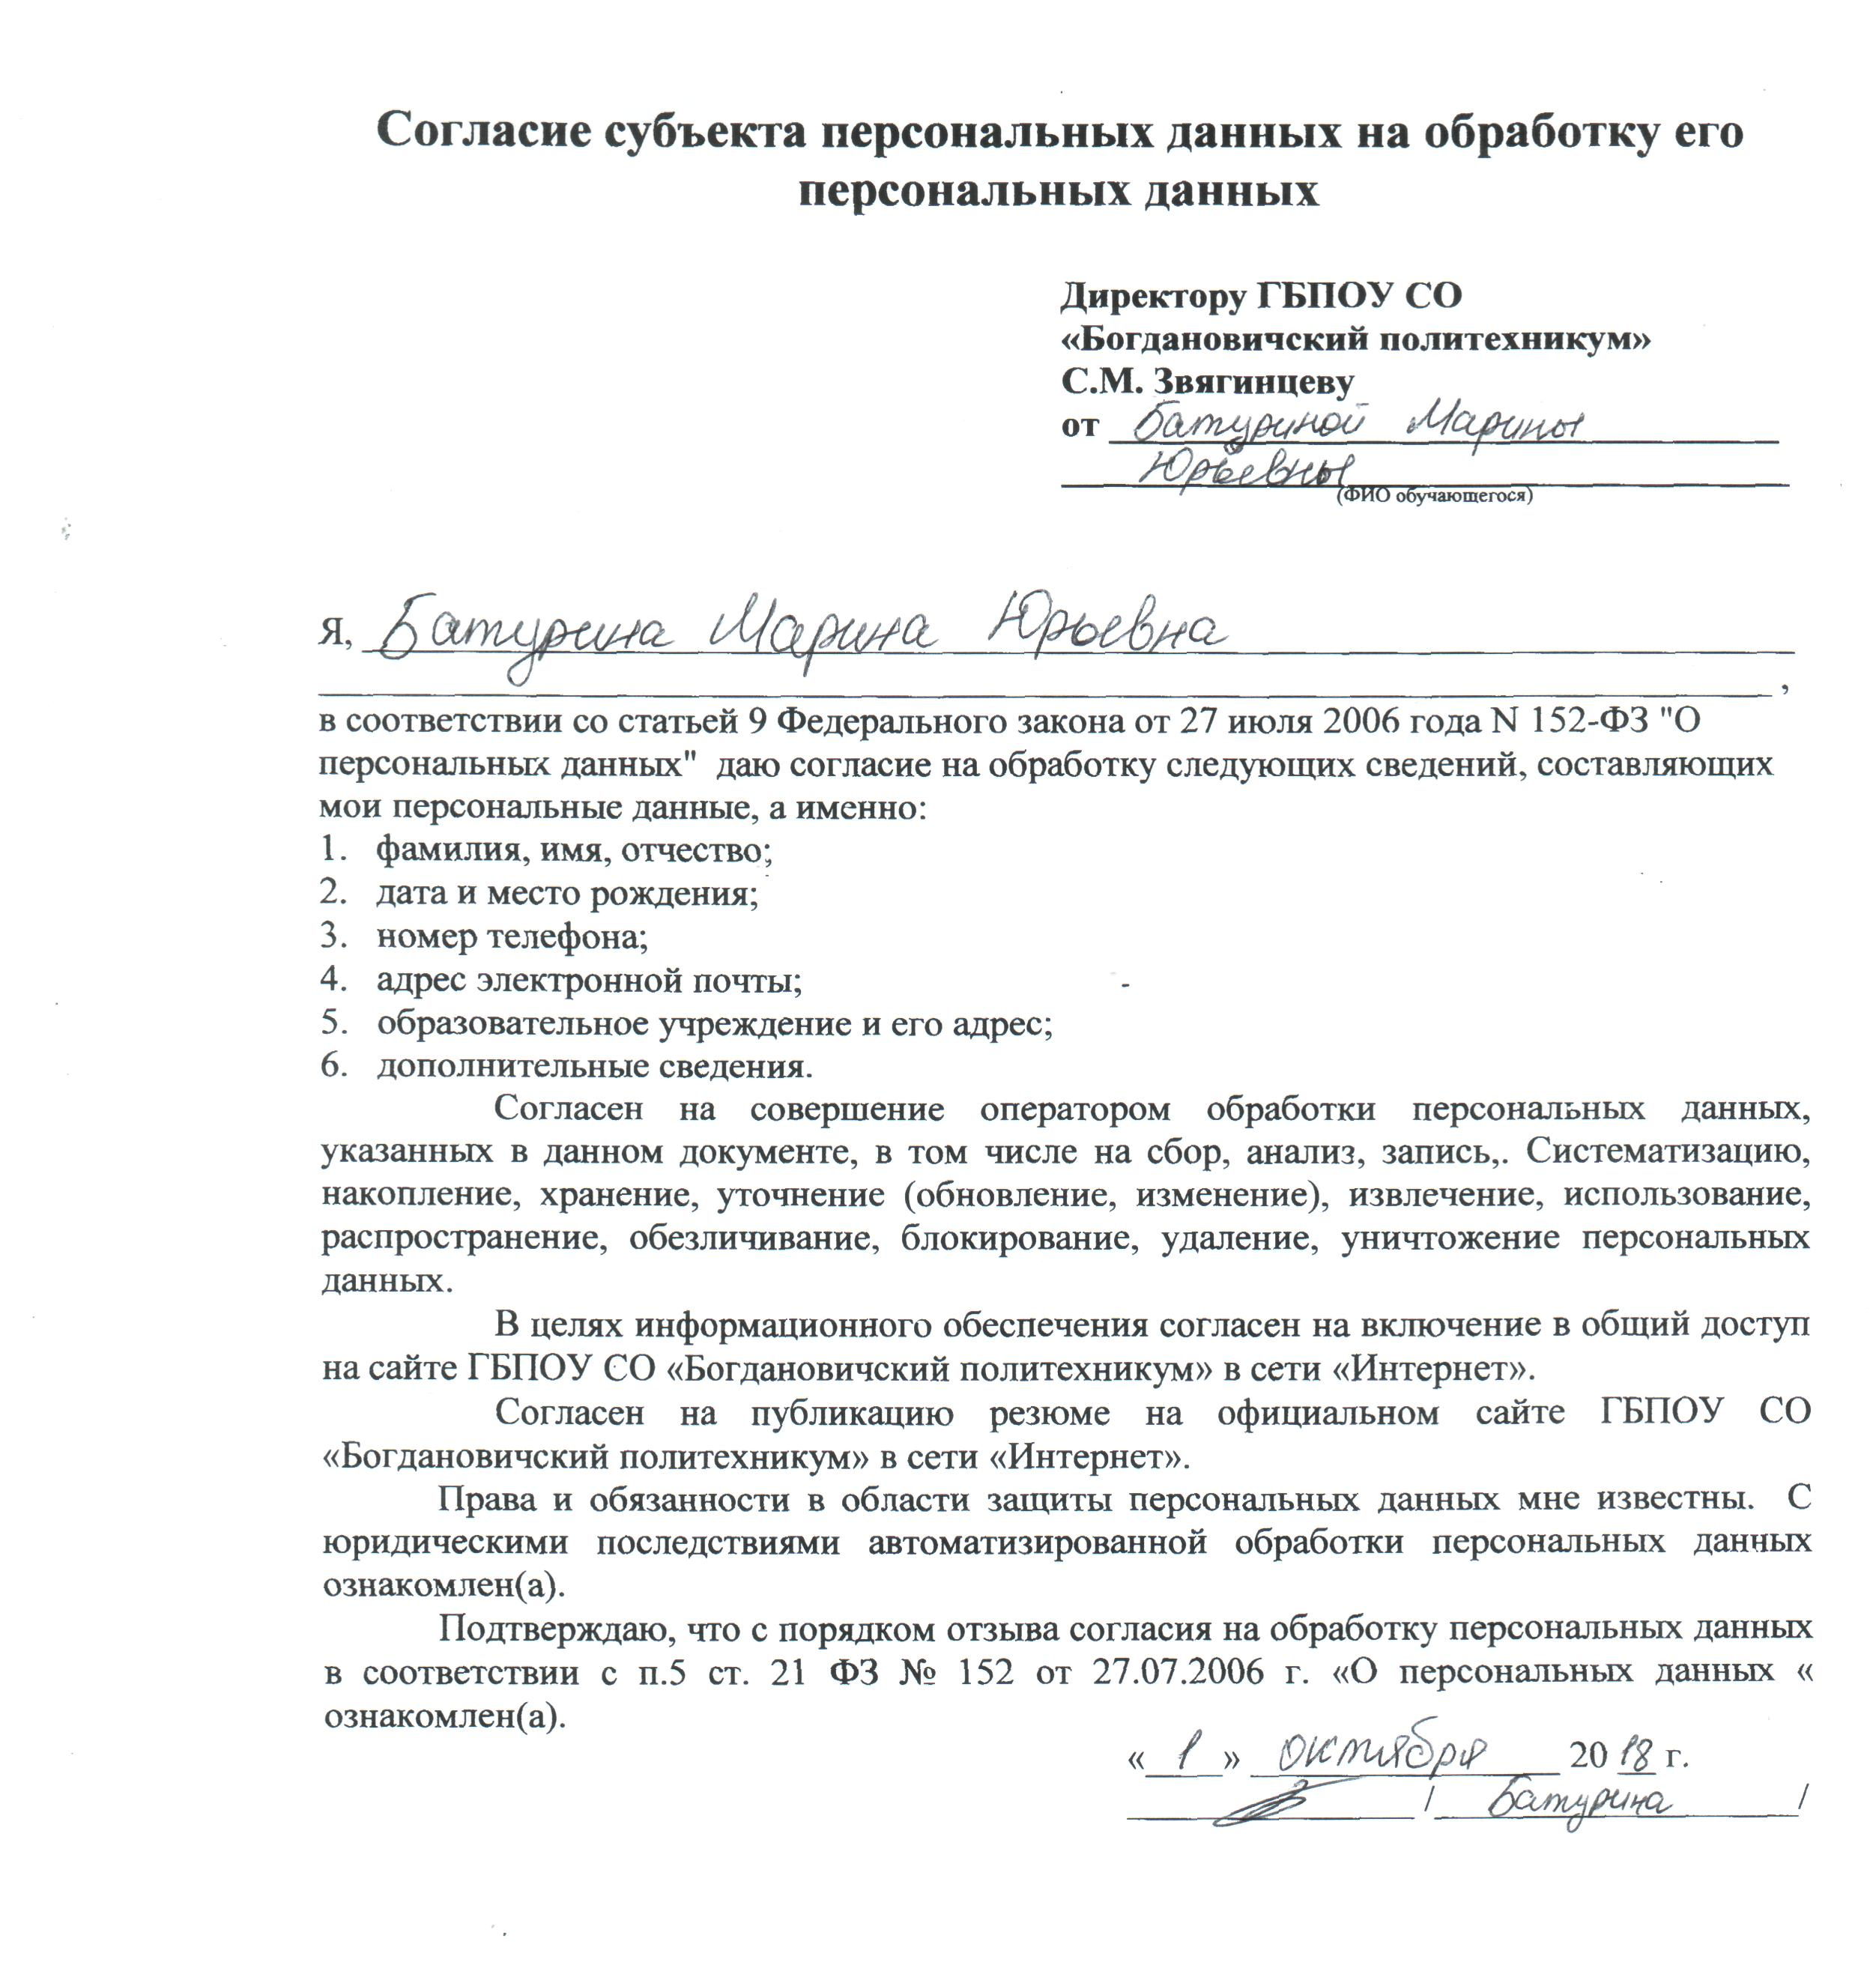 Согласие субъекта персональных данных на обработку его
персональных данных
Директору ГБПОУ СО
«Богдановичский политехникум»
С.М. Звягинцеву
от Батуриной Марины
Юрьевны
(ФИО обучающегося)
Я, Батурина Марина Юрьевна
,
в соответствии со статьей 9 Федерального закона от 27 июля 2006 года N 152-ФЗ "О
персональных данных" даю согласие на обработку следующих сведений, составляющих
мои персональные данные, а именно:
1. фамилия, имя, отчество;
2. дата и место рождения;
3. номер телефона;
4. адрес электронной почты;
5. образовательное учреждение и его адрес;
6. дополнительные сведения.
Согласен на совершение оператором обработки персональных данных,
указанных в данном документе, в том числе на сбор, анализ, запись,. Систематизацию,
накопление, хранение, уточнение (обновление, изменение), извлечение, использование,
распространение, обезличивание, блокирование, удаление, уничтожение персональных
данных.
В целях информационного обеспечения согласен на включение в общий доступ
на сайте ГБПОУ СО «Богдановичский политехникум» в сети «Интернет».
Согласен на публикацию резюме на официальном сайте ГБПОУ СО
«Богдановичский политехникум» в сети «Интернет».
Права и обязанности в области защиты персональных данных мне известны. С
юридическими последствиями автоматизированной обработки персональных данных
ознакомлен(а).
Подтверждаю, что с порядком отзыва согласия на обработку персональных данных
в соответствии с п.5 ст. 21 ФЗ № 152 от 27.07.2006 г. «О персональных данных «
ознакомлен(а).
« 1 » октября 20 18 г.
/ Батурина /